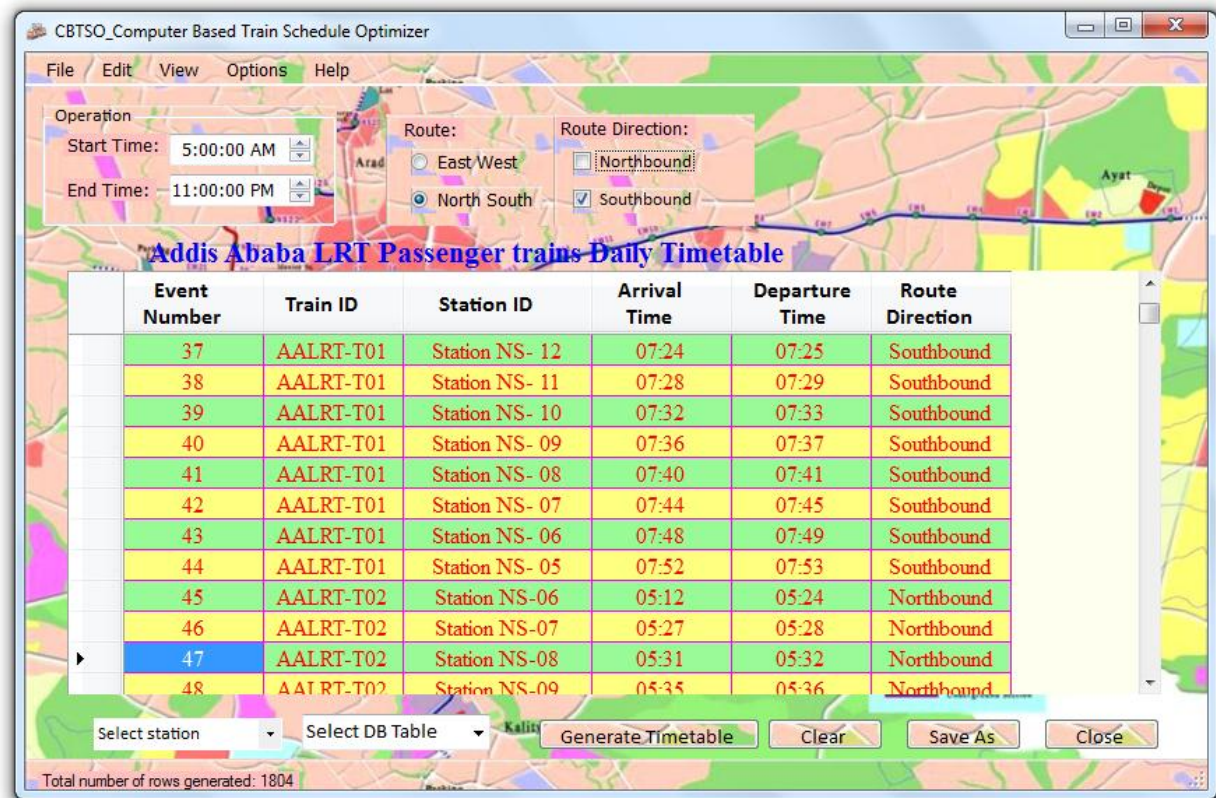 CBTSO_Computer Based Train Schedule Optimizer
File Edit View Options Help
Operation
Start Time: 5:00:00 AM
End Time: 11:00:00 PM
Route:
East West
North South
Route Direction:
Northbound
Southbound
Arad
Ayat
Addis Ababa LRT Passenger trains Daily Timetable
Event Number Train ID Station ID Arrival Time Departure Time Route Direction
37 AALRT-T01 Station NS- 12 07:24 07:25 Southbound
38 AALRT-T01 Station NS- 11 07:28 07:29 Southbound
39 AALRT-T01 Station NS- 10 07:32 07:33 Southbound
40 AALRT-T01 Station NS- 09 07:36 07:37 Southbound
41 AALRT-T01 Station NS- 08 07:40 07:41 Southbound
42 AALRT-T01 Station NS- 07 07:44 07:45 Southbound
43 AALRT-T01 Station NS- 06 07:48 07:49 Southbound
44 AALRT-T01 Station NS- 05 07:52 07:53 Southbound
45 AALRT-T02 Station NS-06 05:12 05:24 Northbound
46 AALRT-T02 Station NS-07 05:27 05:28 Northbound
47 AALRT-T02 Station NS-08 05:31 05:32 Northbound
48 AALRT-T02 Station NS-09 05:35 05:36 Northbound
Select station Select DB Table Kality Generate Timetable Clear Save As Close
Total number of rows generated: 1804